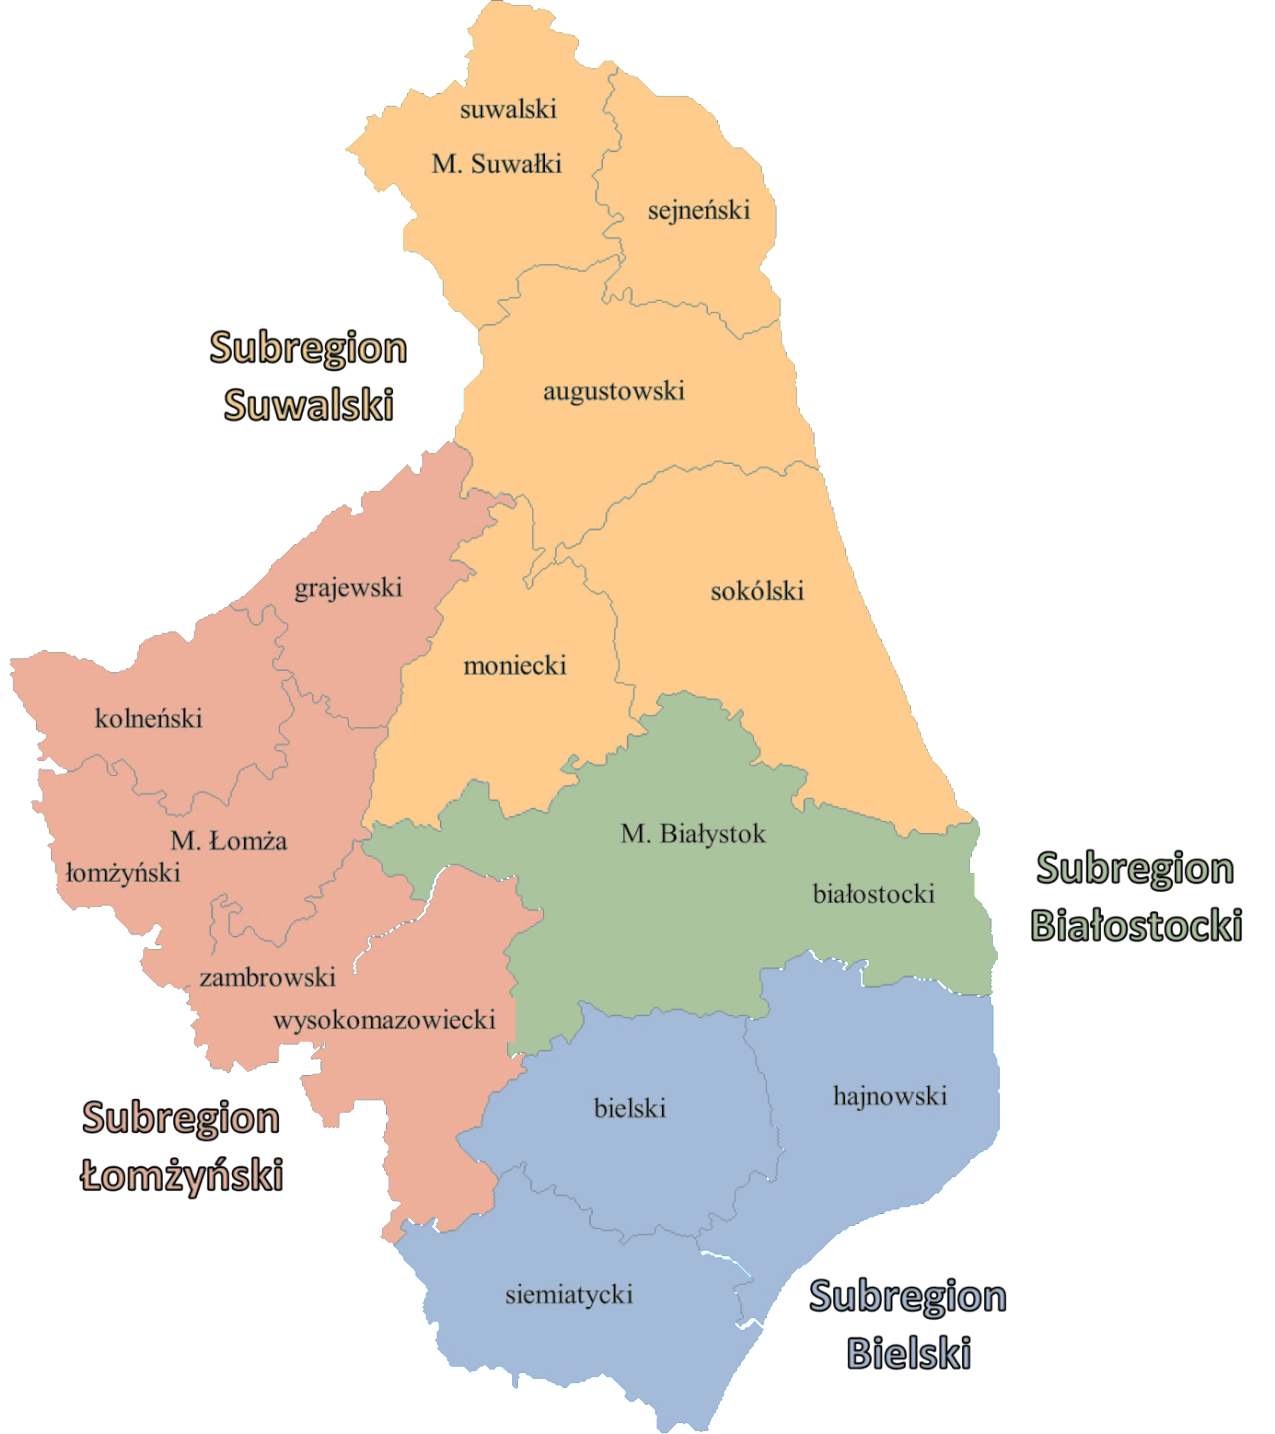 suwalski
M. Suwałki
sejneński
Subregion
Suwalski
augustowski
grajewski
sokólski
moniecki
kolneński
M. Łomża
łomżyński
M. Białystok
białostocki
Subregion
Białostocki
zambrowski
wysokomazowiecki
Subregion
Łomżyński
bielski
hajnowski
siemiatycki
Subregion
Bielski